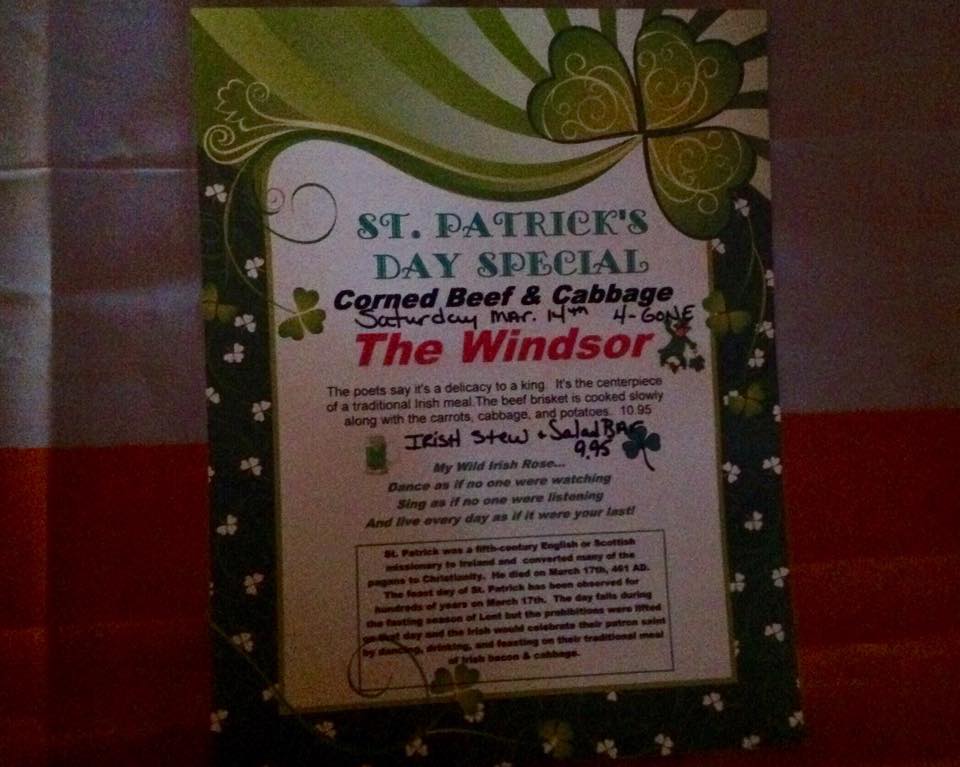 ST. PATRICK'S
DAY SPECIAL
Corned Beef & Cabbage
Saturday MAR. 14th 4-GONE
The Windsor
The poets say it's a delicacy to a king. It's the centerpiece
of a traditional Irish meal.The beef brisket is cooked slowly
along with the carrots, cabbage, and potatoes. 10.95
IRISH Stew + Salad BAR
9.95
My Wild Irish Rose...
Dance as if no one were watching
Sing as if no one were listening
And live every day as if it were your last!
St. Patrick was a fifth-century English or Scottish
missionary to Ireland and converted many of the
pagans to Christianity. He died on March 17th, 461 AD.
The feast day of St. Patrick has been observed for
hundreds of years on March 17th. The day falls during
the fasting season of Lent but the prohibitions were lifted
on that day and the Irish would celebrate their patron saint
by dancing, drinking, and feasting on their traditional meal
of Irish bacon & cabbage.